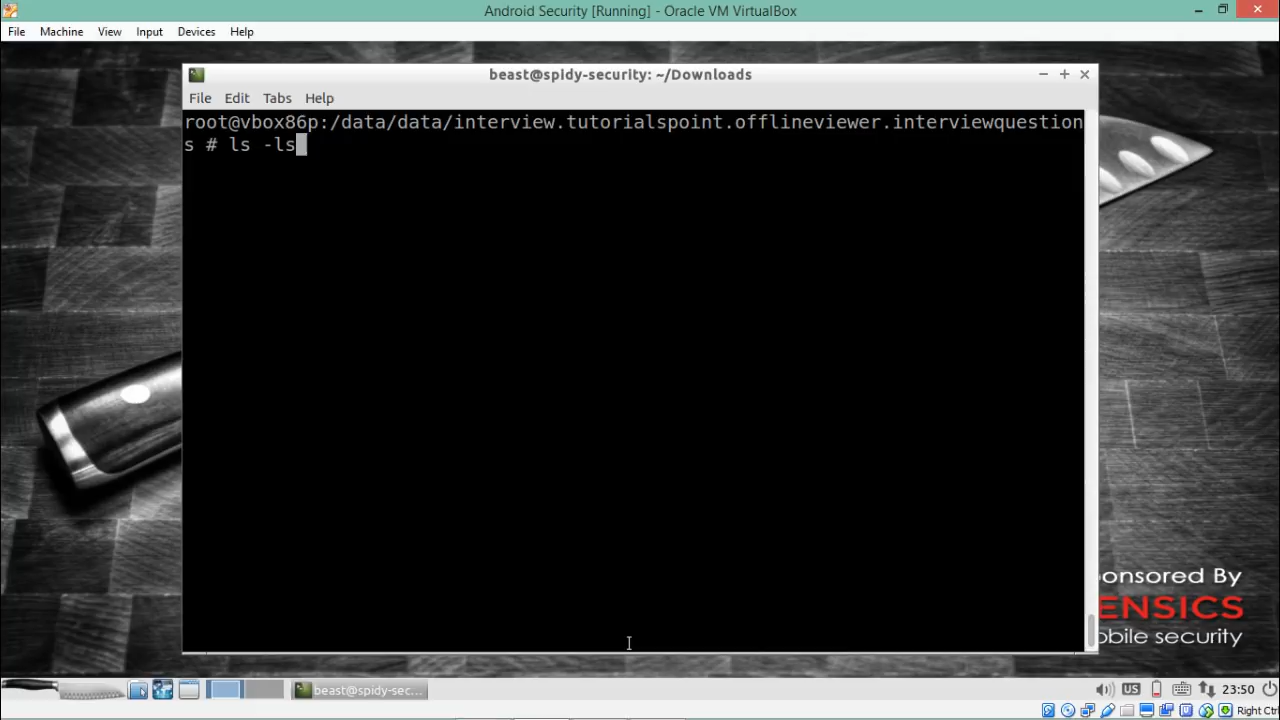 Android Security [Running] - Oracle VM VirtualBox
File Machine View Input Devices Help
beast@spidy-security: ~/Downloads
File Edit Tabs Help
root@vbox86p:/data/data/interview.tutorialspoint.offlineviewer.interviewquestion
s # ls -ls
onsored By
ENSICS
obile security
beast@spidy-sec...
US
23:50
Right Ctrl